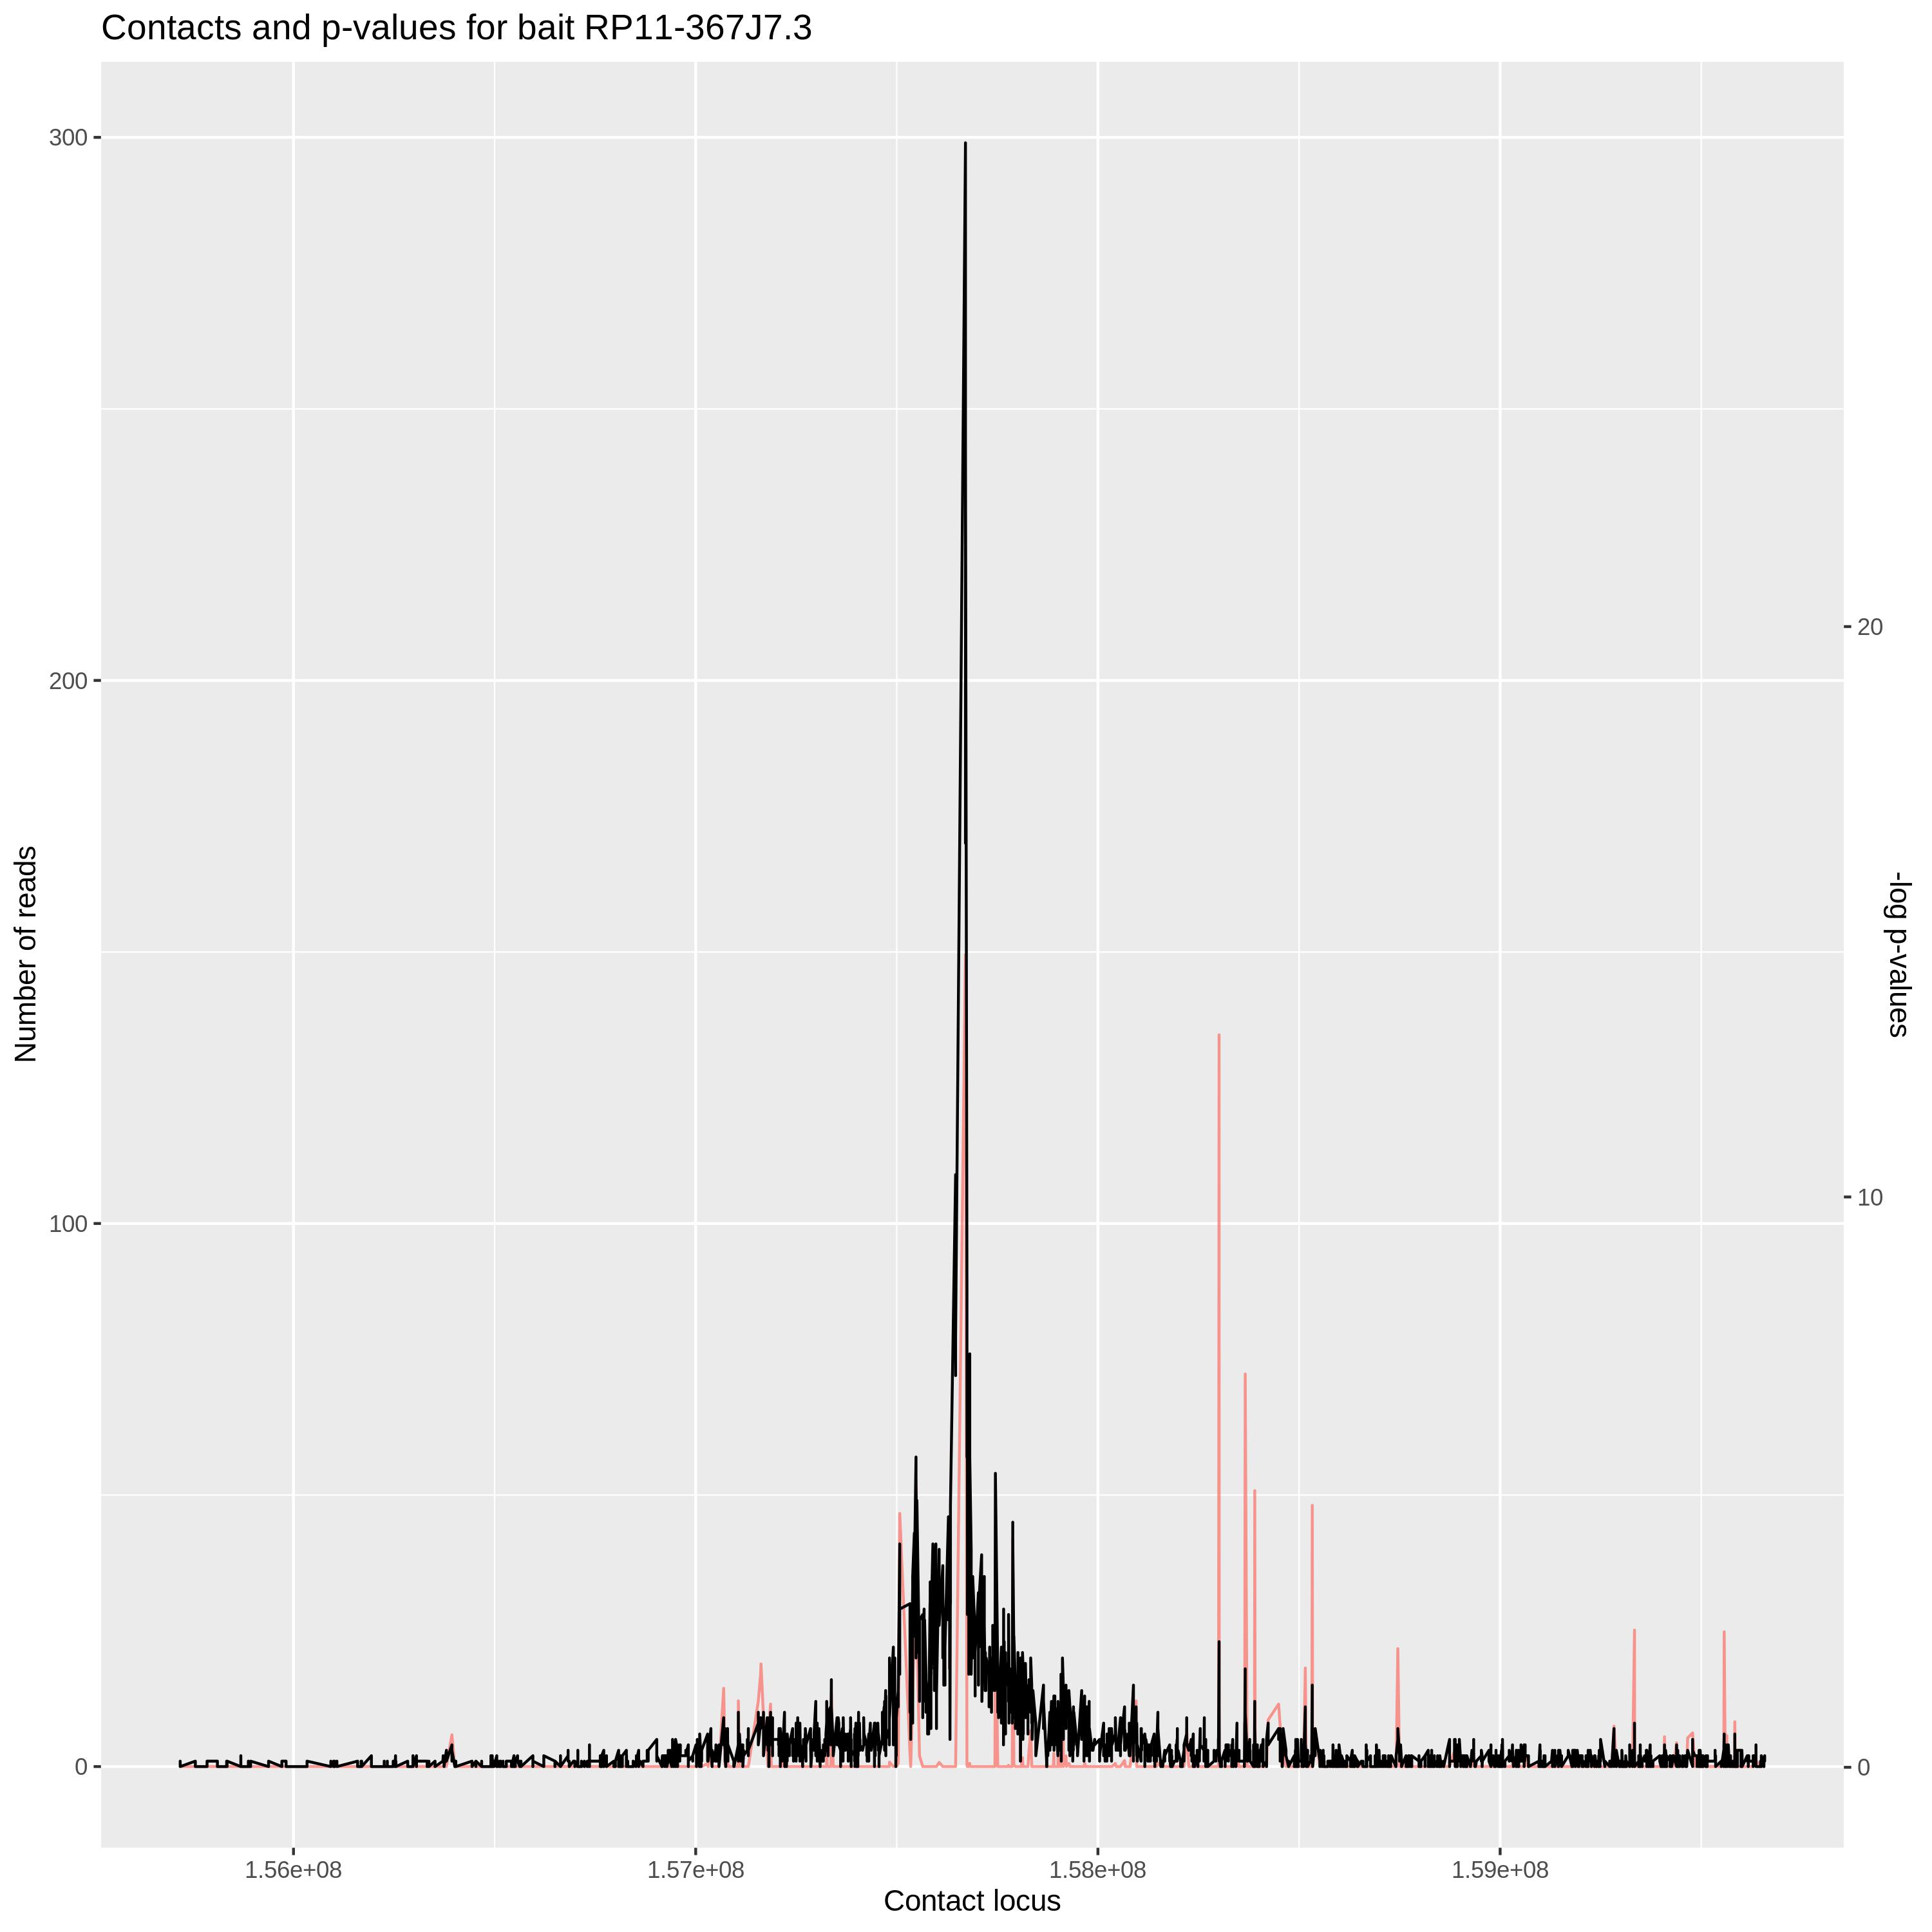 Contacts and p-values for bait RP11-367J7.3
300
200
100
0
Number of reads
20
10
0
-log p-values
1.56e+08
1.57e+08
1.58e+08
1.59e+08
Contact locus